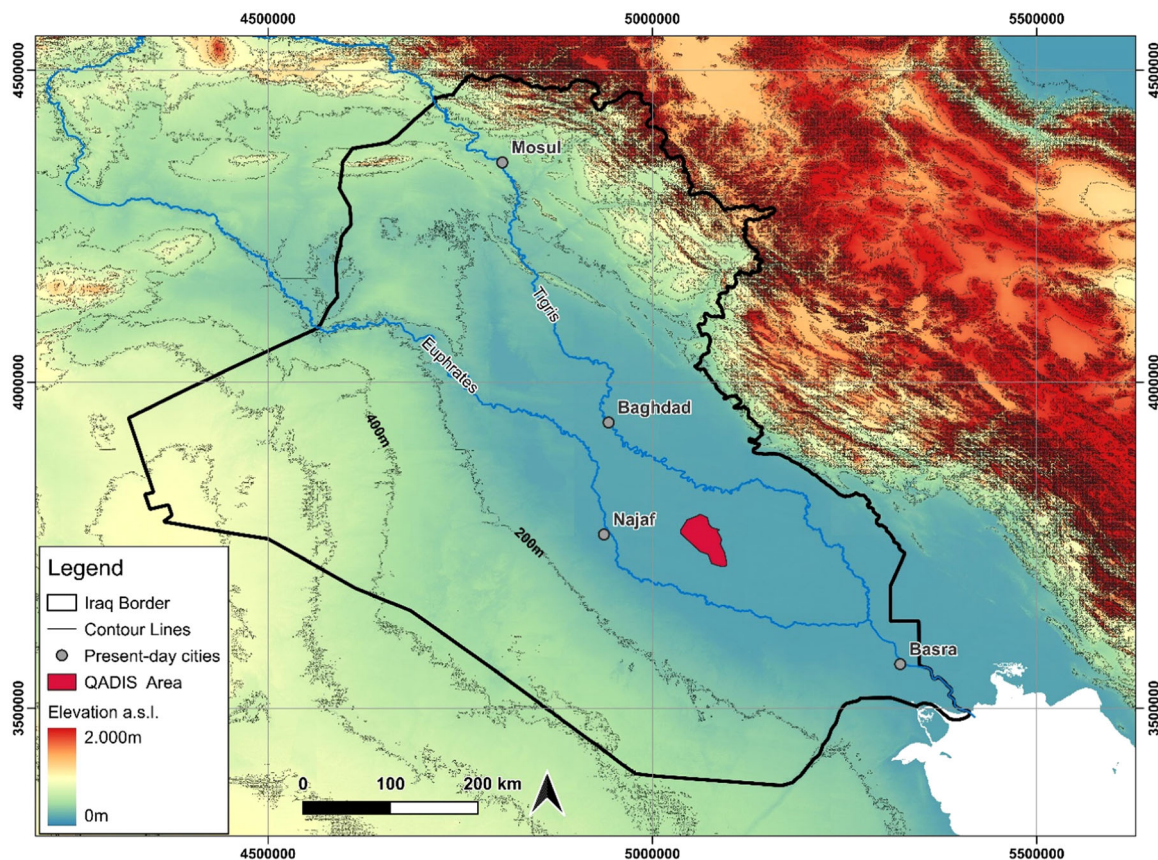 4500000 5000000 5500000
4500000 4500000
Mosul
Tigris
Euphrates
4000000 4000000
Baghdad
400m
Najaf
200m
Legend
Iraq Border
Contour Lines
Present-day cities
QADIS Area
Elevation a.s.l.
2.000m
0m
Basra
3500000 3500000
0 100 200 km
4500000 5000000 5500000